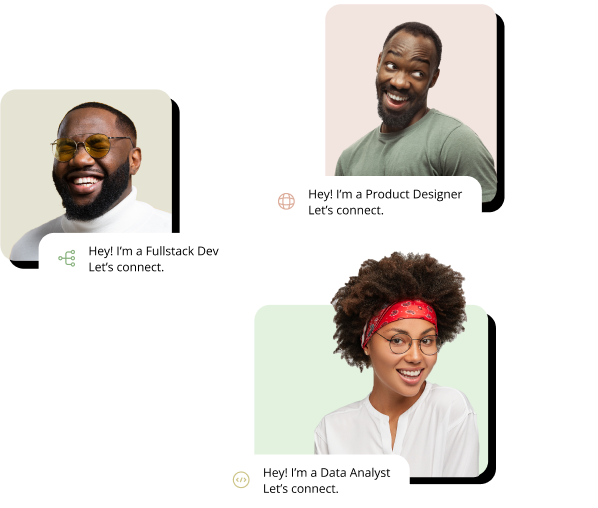 Hey! I'm a Product Designer
Let's connect.
Hey! I'm a Fullstack Dev
Let's connect.
Hey! I'm a Data Analyst
Let's connect.